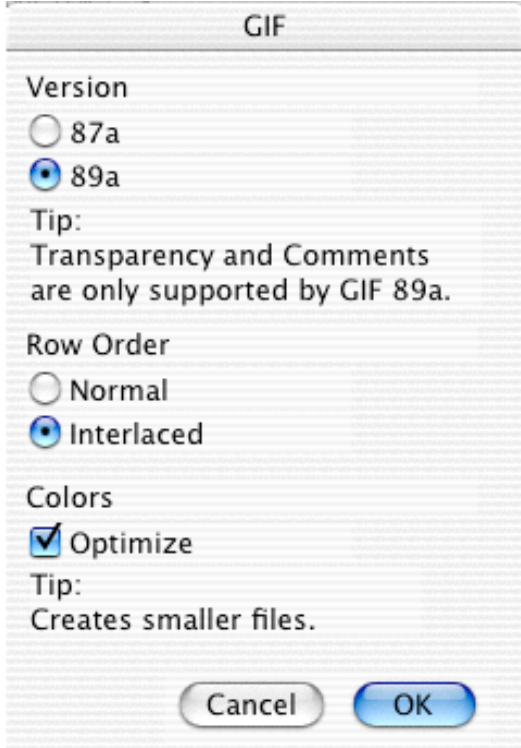 GIF
Version
87a
89a
Tip:
Transparency and Comments
are only supported by GIF 89a.
Row Order
Normal
Interlaced
Colors
Optimize
Tip:
Creates smaller files.
Cancel OK